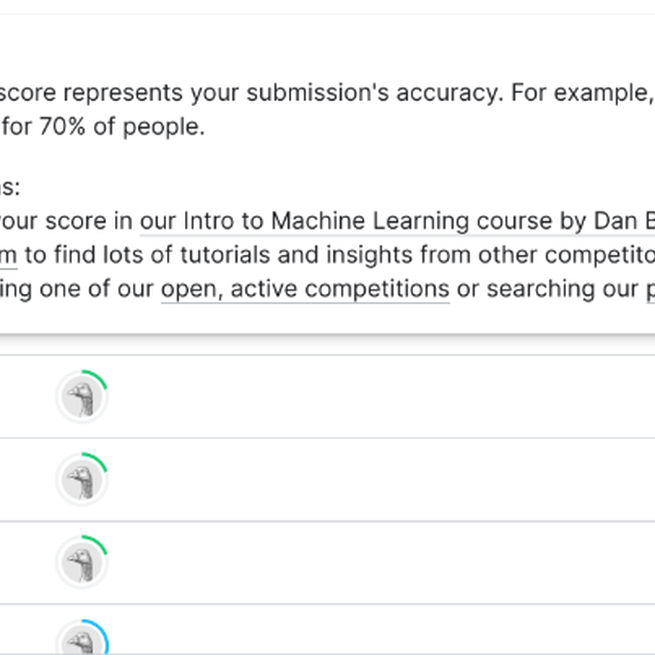 score represents your submission's accuracy. For example,
for 70% of people.
s:
our score in our Intro to Machine Learning course by Dan B
m to find lots of tutorials and insights from other competito
ing one of our open, active competitions or searching our p